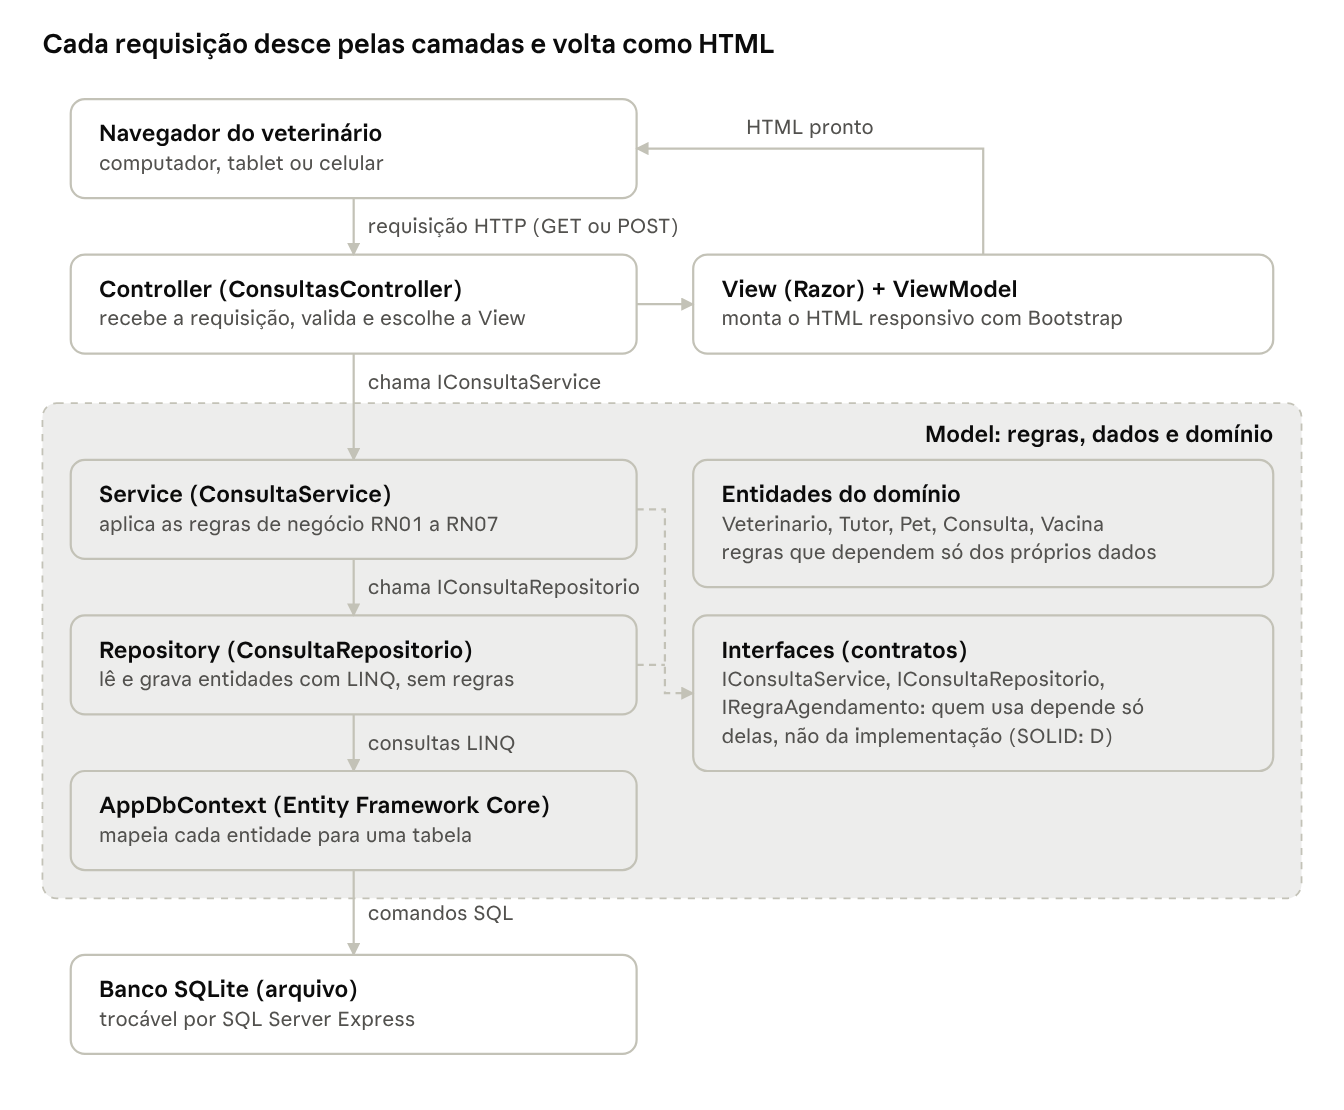 Cada requisição desce pelas camadas e volta como HTML
Navegador do veterinário
computador, tablet ou celular
HTML pronto
requisição HTTP (GET ou POST)
Controller (ConsultasController)
recebe a requisição, valida e escolhe a View
View (Razor) + ViewModel
monta o HTML responsivo com Bootstrap
chama IConsultaService
Model: regras, dados e domínio
Service (ConsultaService)
aplica as regras de negócio RN01 a RN07
Entidades do domínio
Veterinario, Tutor, Pet, Consulta, Vacina
regras que dependem só dos próprios dados
chama IConsultaRepositorio
Repository (ConsultaRepositorio)
lê e grava entidades com LINQ, sem regras
Interfaces (contratos)
IConsultaService, IConsultaRepositorio,
IRegraAgendamento: quem usa depende só
delas, não da implementação (SOLID: D)
consultas LINQ
AppDbContext (Entity Framework Core)
mapeia cada entidade para uma tabela
comandos SQL
Banco SQLite (arquivo)
trocável por SQL Server Express